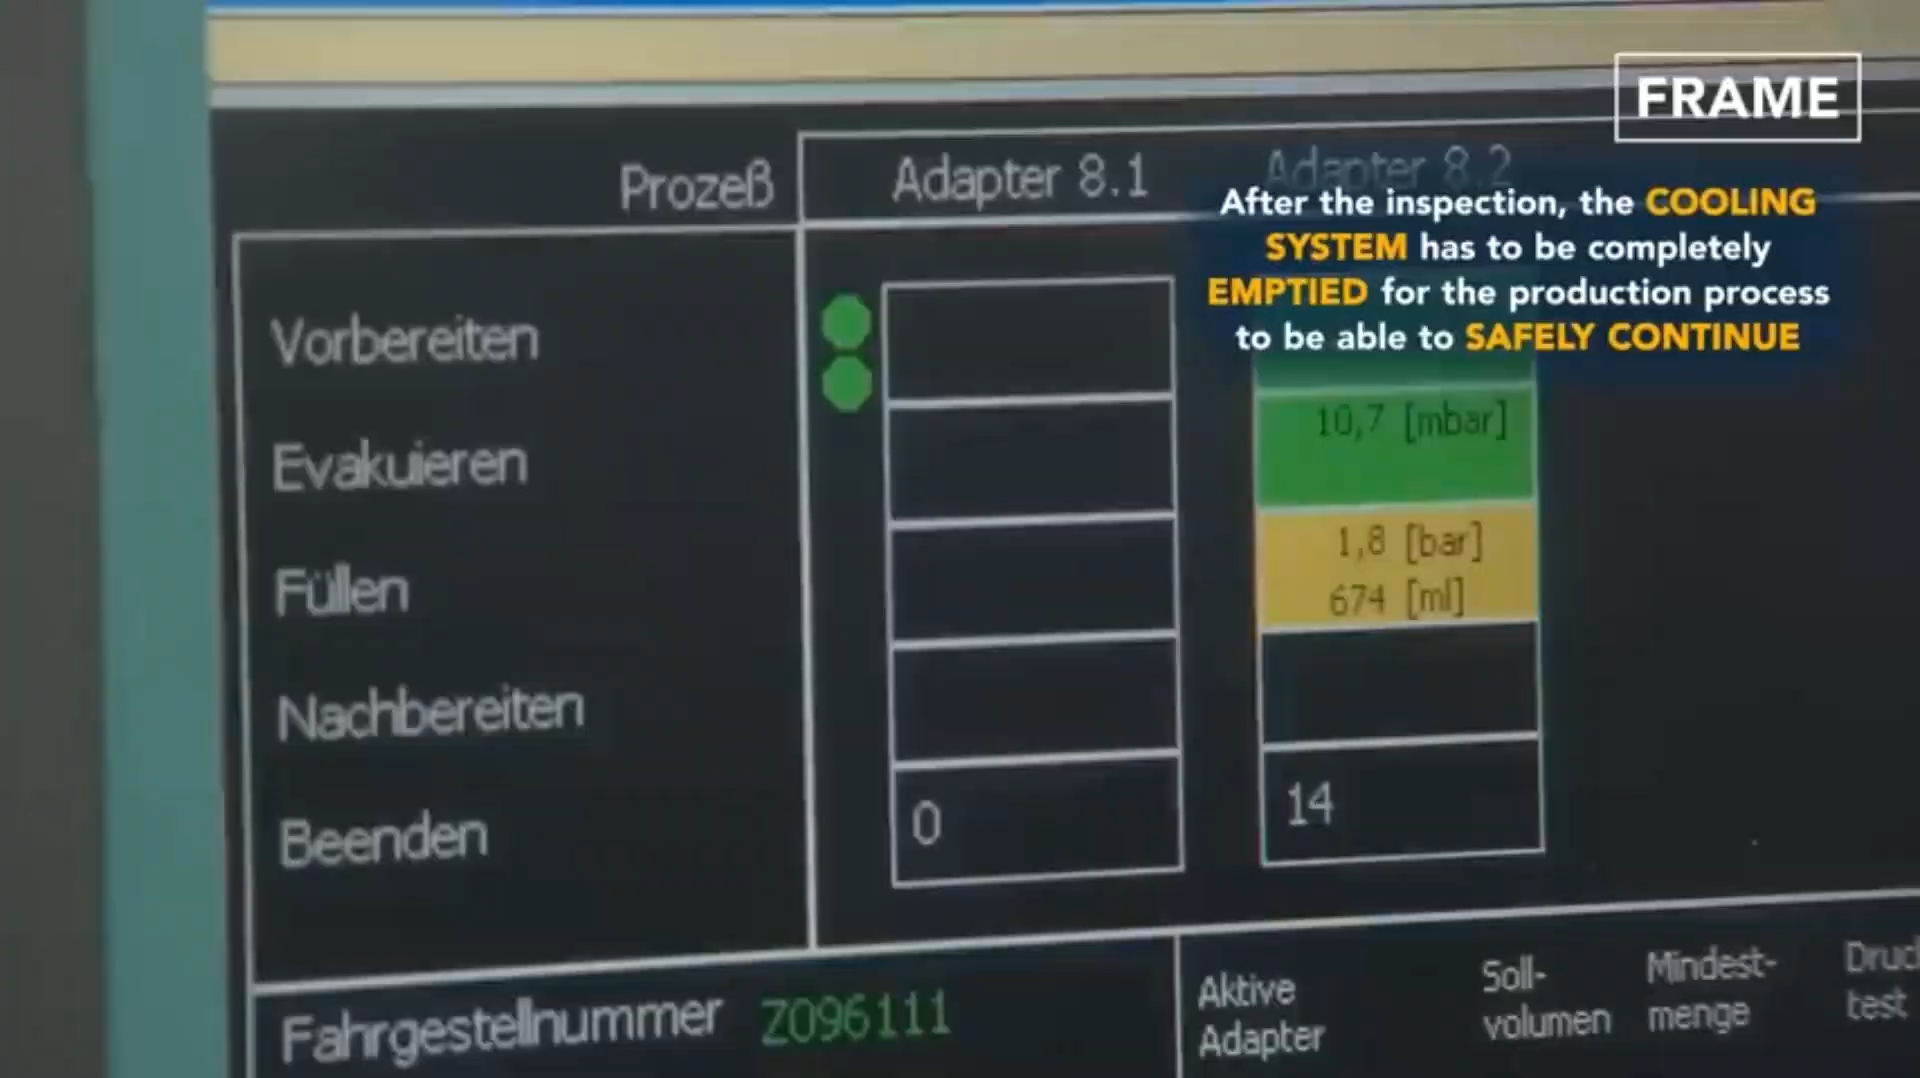 FRAME
After the inspection, the COOLING
SYSTEM has to be completely
EMPTIED for the production process
to be able to SAFELY CONTINUE
Prozeß Adapter 8.1 Adapter 8.2
Vorbereiten
Evakuieren 10,7 [mbar]
Füllen 1,8 [bar]
674 [ml]
Nachbereiten
Beenden 0 14
Fahrgestellnummer Z096111
Aktive
Adapter
Soll-
volumen
Mindest-
menge
test